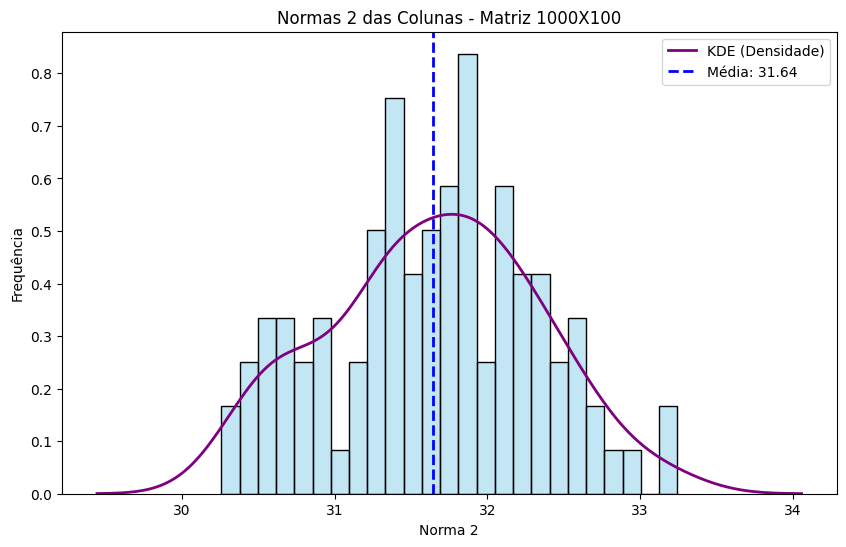 Normas 2 das Colunas - Matriz 1000X100
KDE (Densidade)
Média: 31.64
Frequência
0.8
0.7
0.6
0.5
0.4
0.3
0.2
0.1
0.0
30 31 32 33 34
Norma 2